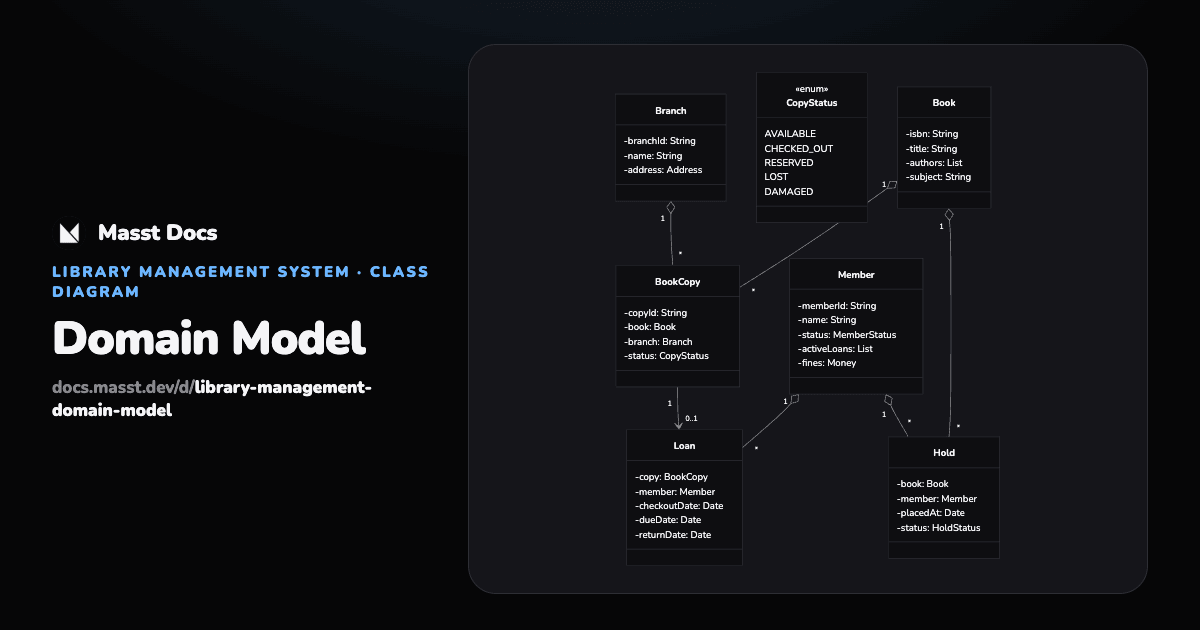 Masst Docs
LIBRARY MANAGEMENT SYSTEM · CLASS
DIAGRAM
Domain Model
docs.masst.dev/d/library-management-
domain-model
Branch
-branchId: String
-name: String
-address: Address
«enum»
CopyStatus
AVAILABLE
CHECKED_OUT
RESERVED
LOST
DAMAGED
Book
-isbn: String
-title: String
-authors: List
-subject: String
1
1
1
*
*
BookCopy
-copyId: String
-book: Book
-branch: Branch
-status: CopyStatus
Member
-memberId: String
-name: String
-status: MemberStatus
-activeLoans: List
-fines: Money
1
0..1
1
*
1
*
*
Loan
-copy: BookCopy
-member: Member
-checkoutDate: Date
-dueDate: Date
-returnDate: Date
Hold
-book: Book
-member: Member
-placedAt: Date
-status: HoldStatus